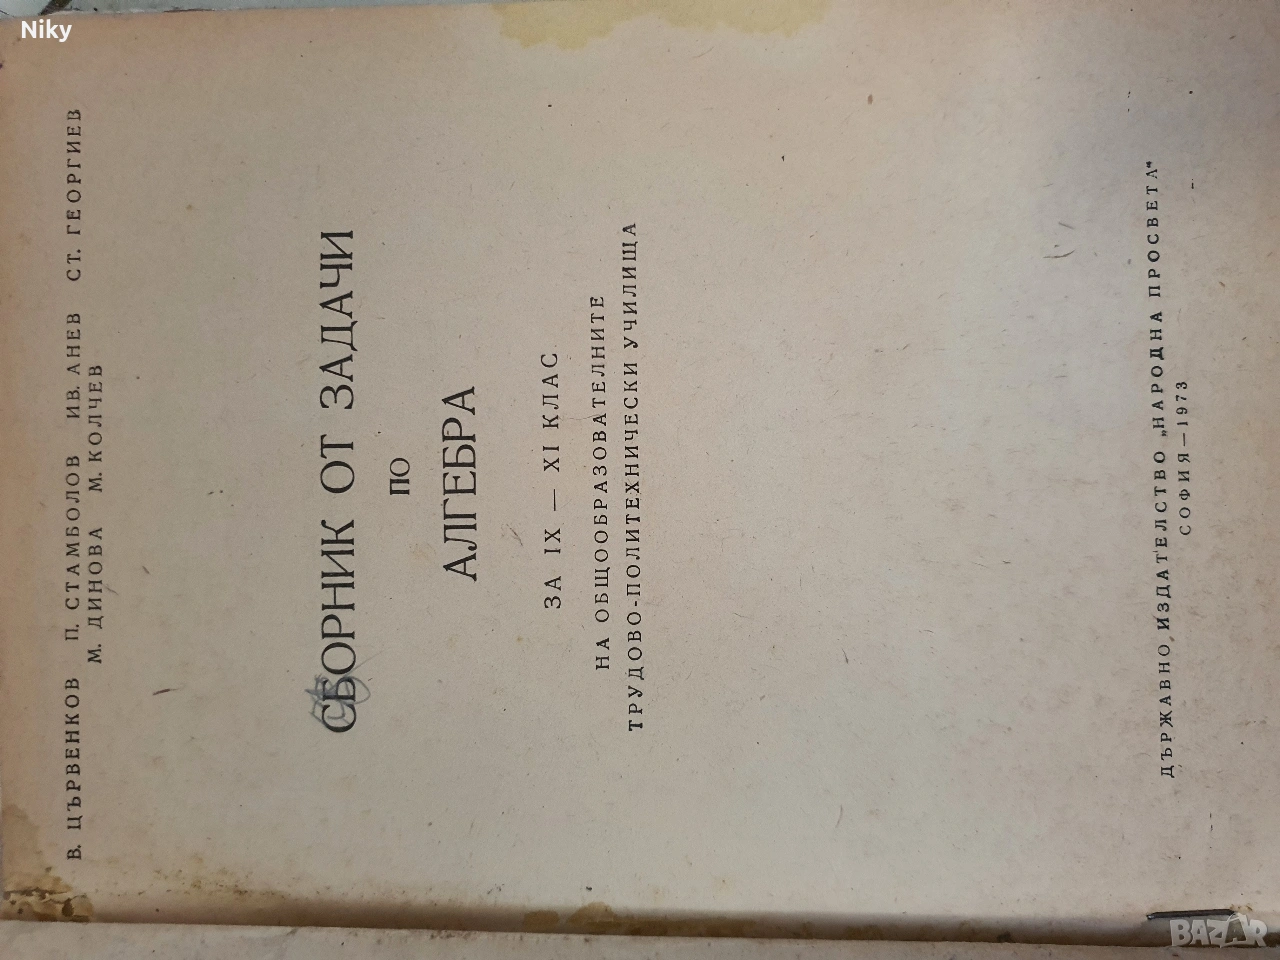 Niky
В. ЦЪРВЕНКОВ П. СТАМБОЛОВ ИВ. АНЕВ СТ. ГЕОРГИЕВ
М. ДИНОВА М. КОЛЧЕВ
СБОРНИК ОТ ЗАДАЧИ
ПО
АЛГЕБРА
ЗА IX — XI КЛАС
НА ОБЩООБРАЗОВАТЕЛНИТЕ
ТРУДОВО-ПОЛИТЕХНИЧЕСКИ УЧИЛИЩА
ДЪРЖАВНО ИЗДАТЕЛСТВО „НАРОДНА ПРОСВЕТА“
СОФИЯ — 1973
BAZAR